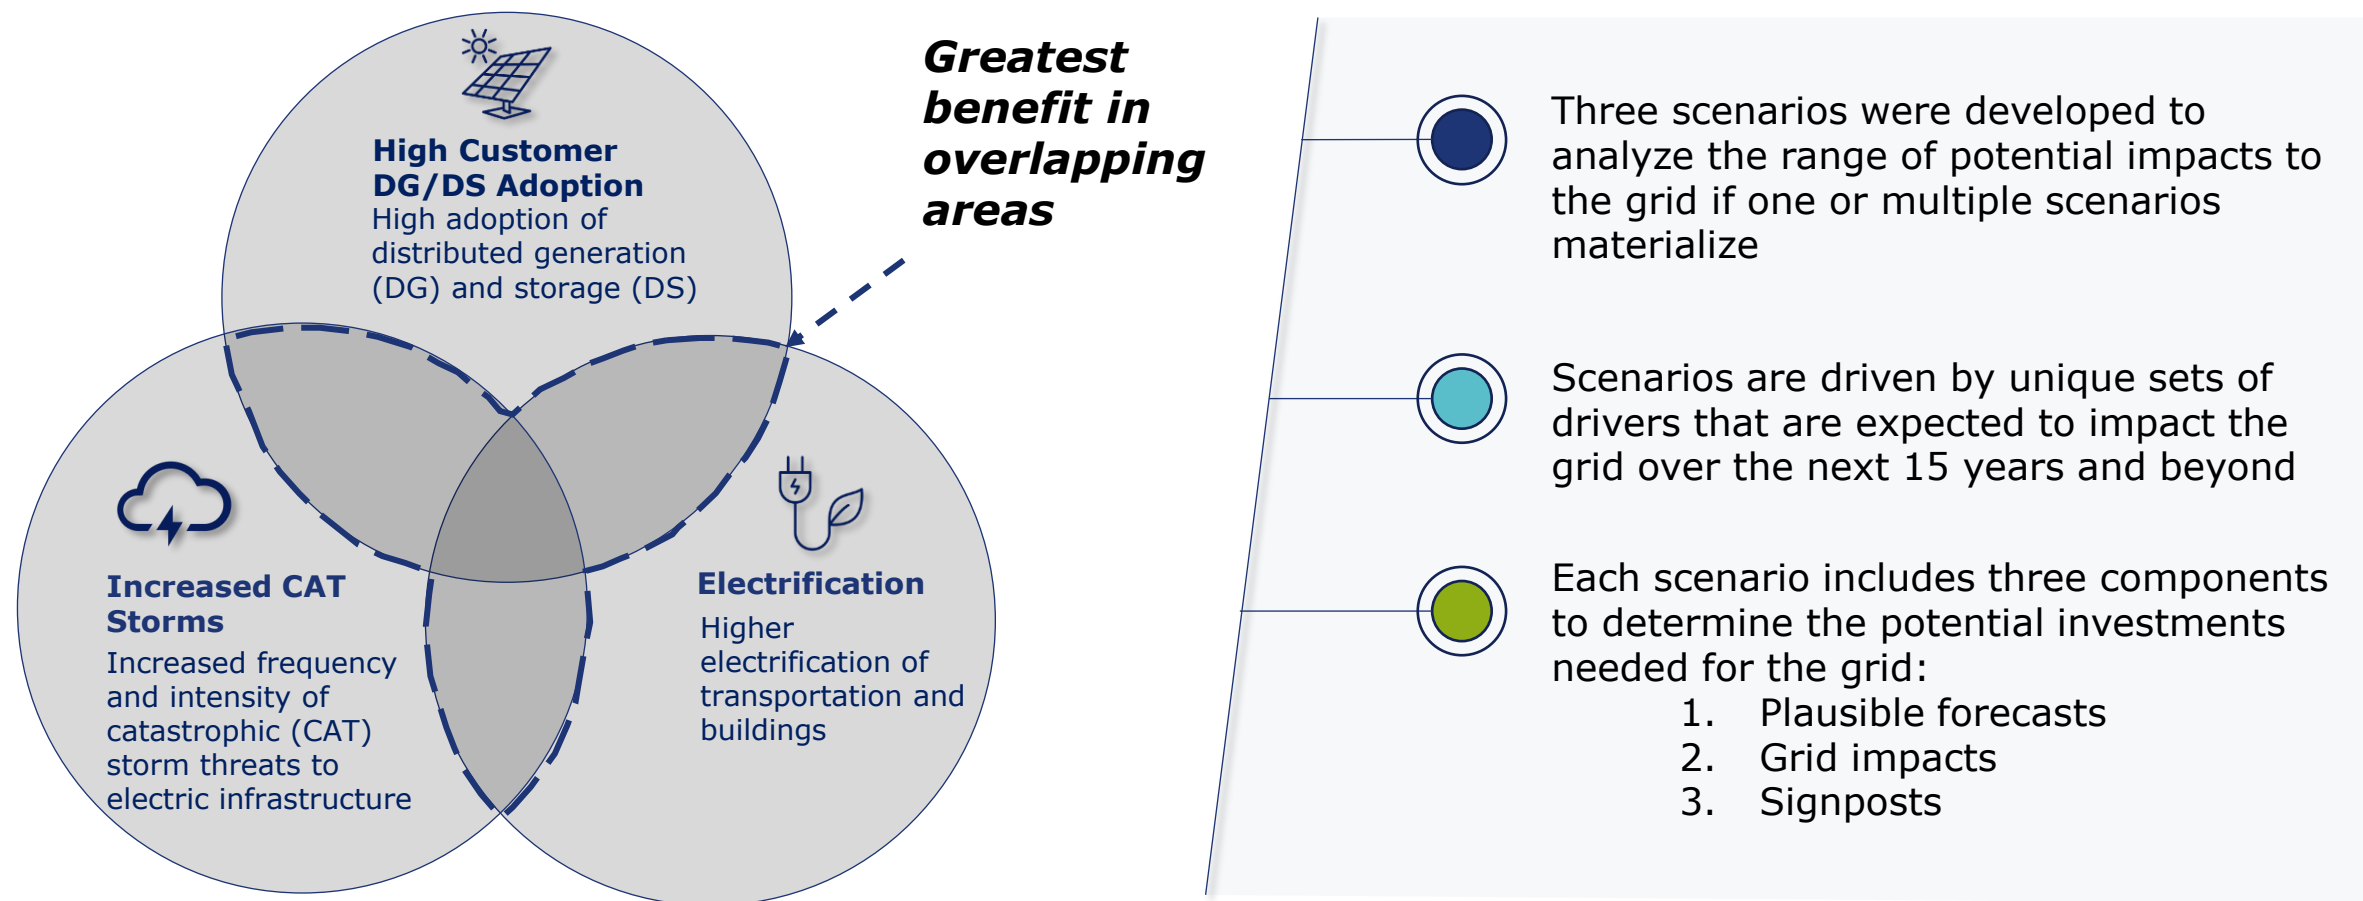 High Customer
DG/DS Adoption
High adoption of
distributed generation
(DG) and storage (DS)
Greatest
benefit in
overlapping
areas
Increased CAT
Storms
Increased frequency
and intensity of
catastrophic (CAT)
storm threats to
electric infrastructure
Electrification
Higher
electrification of
transportation and
buildings
Three scenarios were developed to
analyze the range of potential impacts to
the grid if one or multiple scenarios
materialize
Scenarios are driven by unique sets of
drivers that are expected to impact the
grid over the next 15 years and beyond
Each scenario includes three components
to determine the potential investments
needed for the grid:
1. Plausible forecasts
2. Grid impacts
3. Signposts